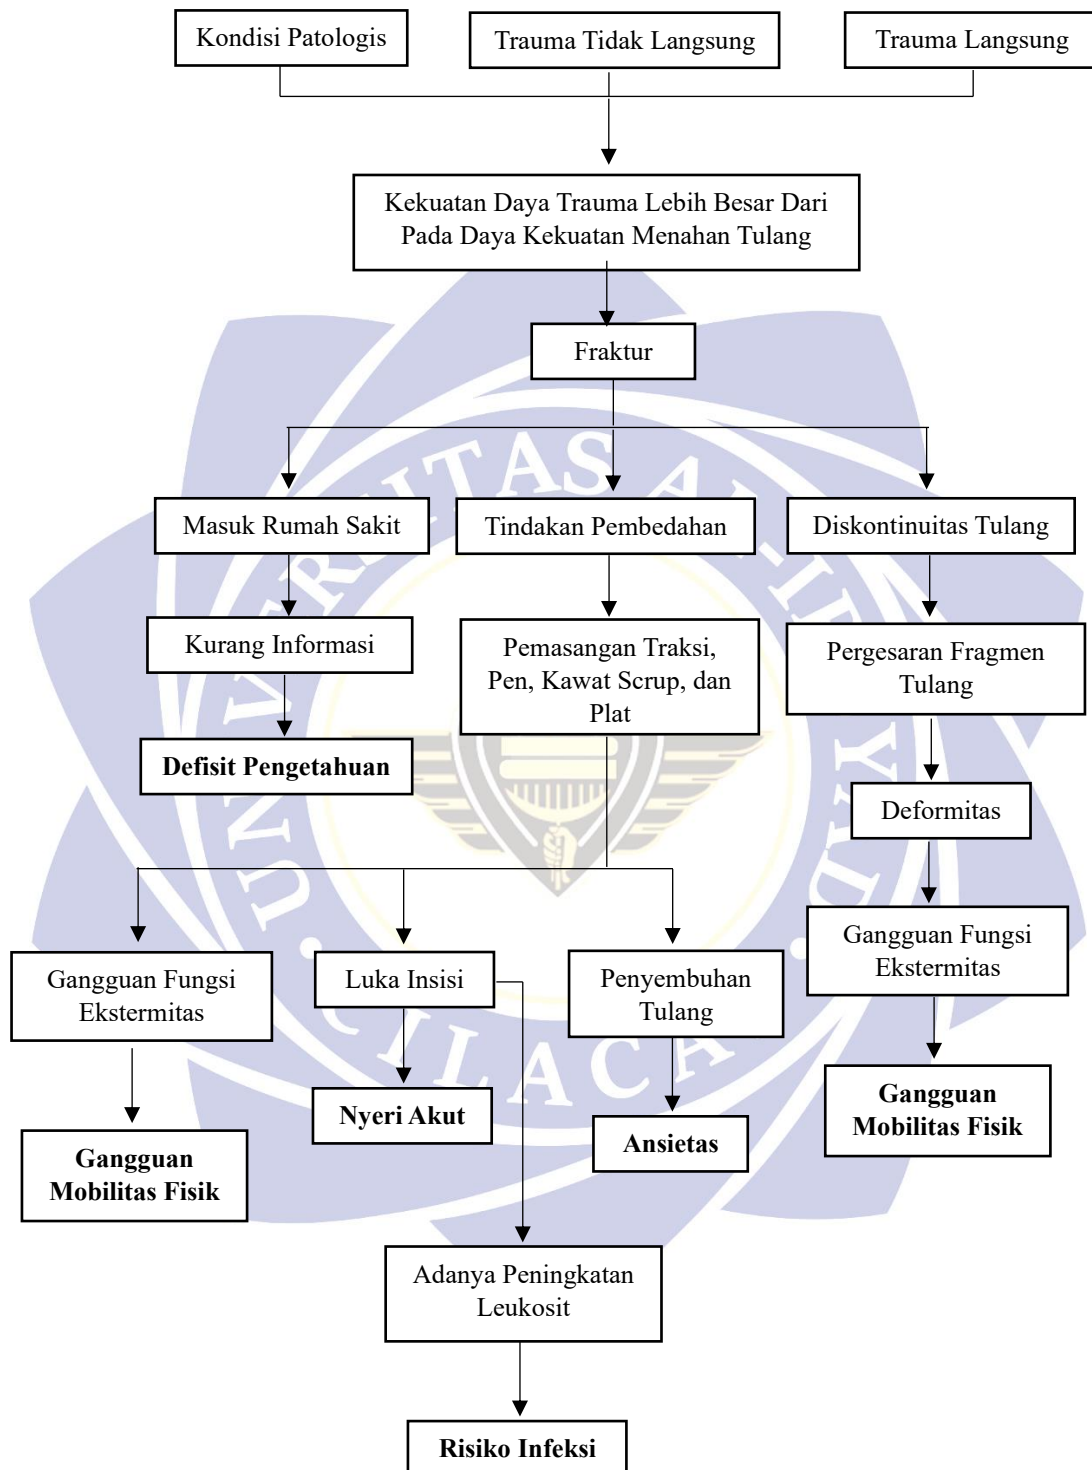 Kondisi Patologis
Trauma Tidak Langsung
Trauma Langsung
Kekuatan Daya Trauma Lebih Besar Dari
Pada Daya Kekuatan Menahan Tulang
Fraktur
Masuk Rumah Sakit
Tindakan Pembedahan
Diskontinuitas Tulang
Kurang Informasi
Pemasangan Traksi,
Pen, Kawat Scrup, dan
Plat
Pergesaran Fragmen
Tulang
Defisit Pengetahuan
Deformitas
Gangguan Fungsi
Ekstermitas
Luka Insisi
Penyembuhan
Tulang
Gangguan Fungsi
Ekstermitas
Gangguan
Mobilitas Fisik
Nyeri Akut
Ansietas
Gangguan
Mobilitas Fisik
Adanya Peningkatan
Leukosit
Risiko Infeksi
CILACA